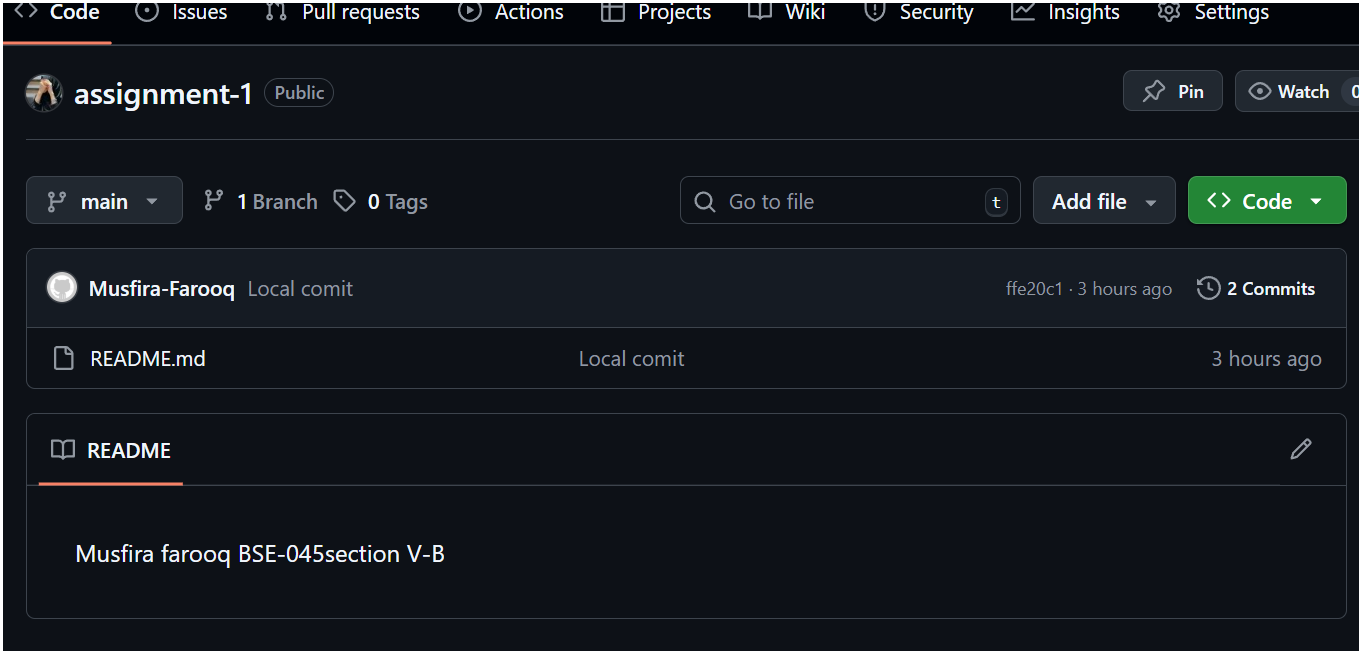 Code Issues Pull requests Actions Projects Wiki Security Insights Settings
assignment-1 Public Pin Watch 0
main 1 Branch 0 Tags Go to file t Add file Code
Musfira-Farooq Local comit ffe20c1 · 3 hours ago 2 Commits
README.md Local comit 3 hours ago
README
Musfira farooq BSE-045section V-B